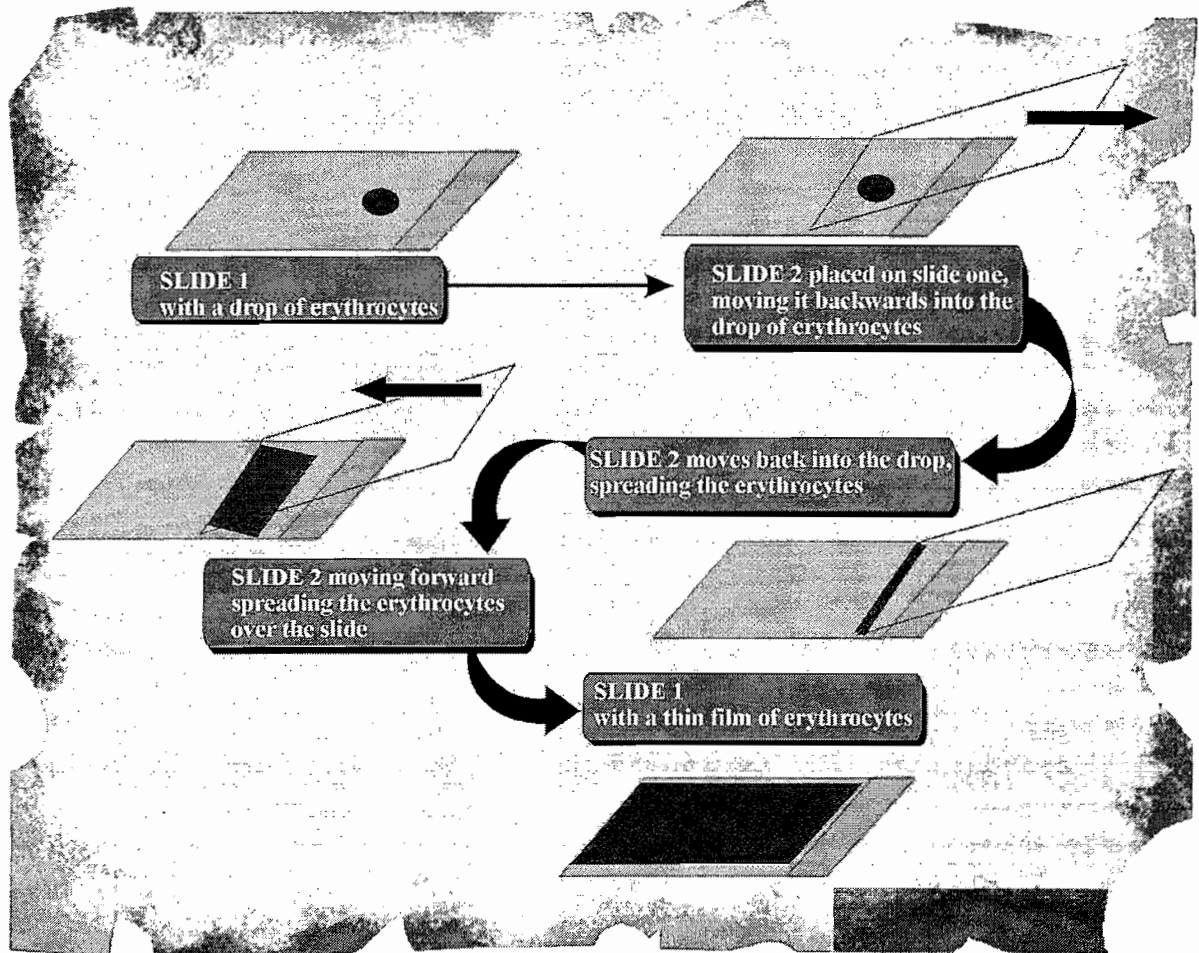 SLIDE 1
with a drop of erythrocytes
SLIDE 2 placed on slide one,
moving it backwards into the
drop of erythrocytes
SLIDE 2 moves back into the drop,
spreading the erythrocytes
SLIDE 2 moving forward
spreading the erythrocytes
over the slide
SLIDE 1
with a thin film of erythrocytes